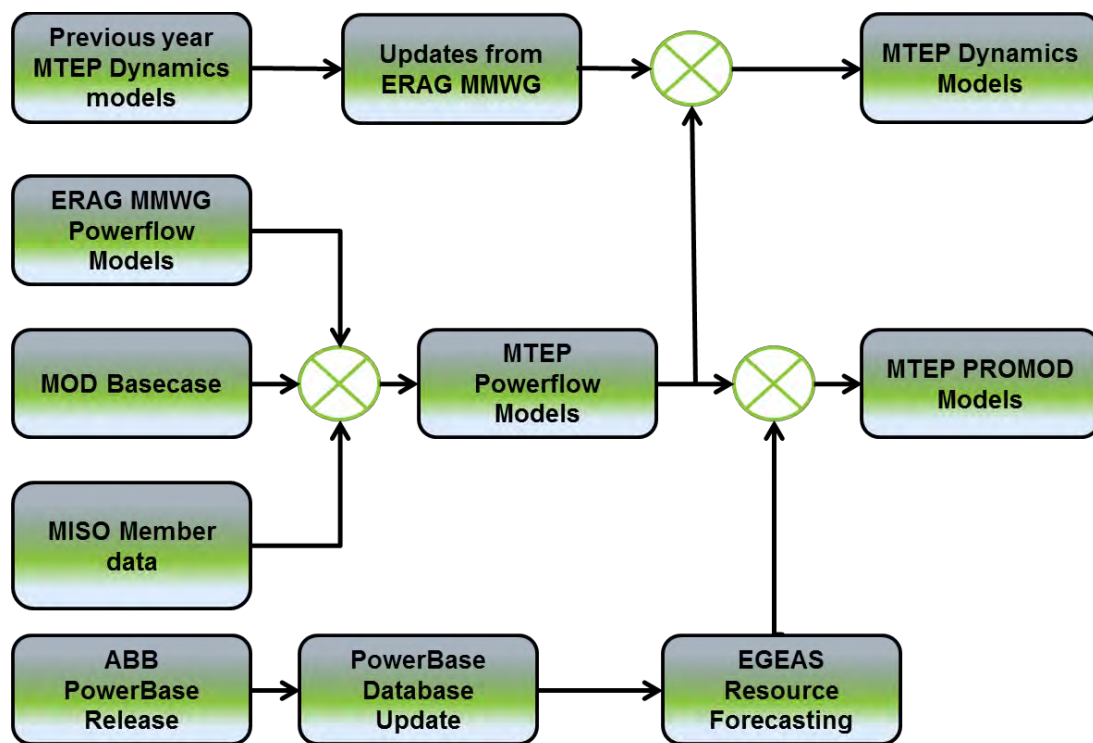 Previous year
MTEP Dynamics
models
Updates from
ERAG MMWG
MTEP Dynamics
Models
ERAG MMWG
Powerflow
Models
MOD Basecase
MTEP
Powerflow
Models
MTEP PROMOD
Models
MISO Member
data
ABB
PowerBase
Release
PowerBase
Database
Update
EGEAS
Resource
Forecasting